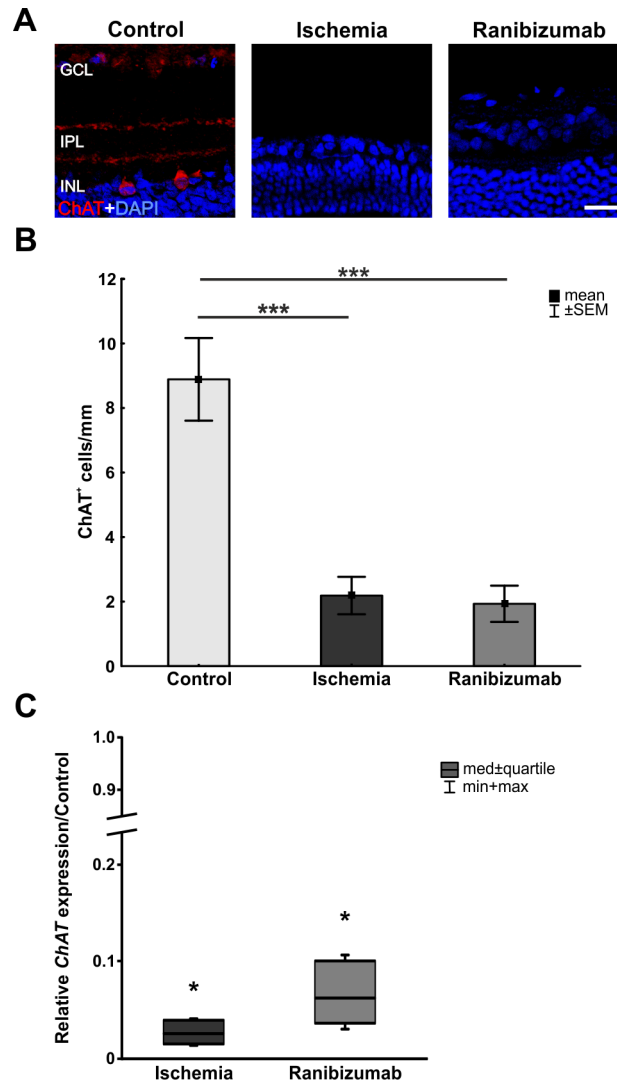 A
Control
Ischemia
Ranibizumab
GCL
IPL
INL
ChAT+DAPI
B
12
10
8
6
4
2
0
ChAT⁺ cells/mm
***
***
mean
±SEM
Control
Ischemia
Ranibizumab
C
1.0
0.9
0.2
0.1
0
Relative ChAT expression/Control
*
*
med±quartile
min+max
Ischemia
Ranibizumab